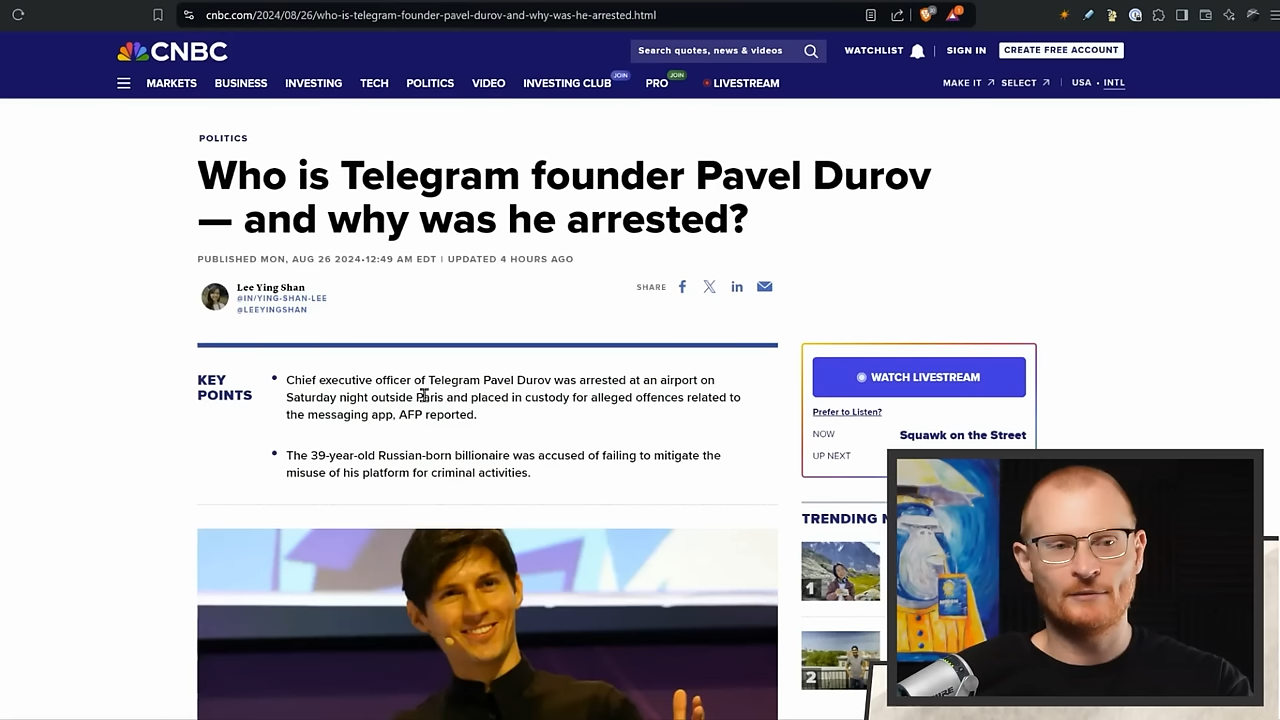 cnbc.com/2024/08/26/who-is-telegram-founder-pavel-durov-and-why-was-he-arrested.html
CNBC
Search quotes, news & videos
WATCHLIST
SIGN IN
CREATE FREE ACCOUNT
MARKETS
BUSINESS
INVESTING
TECH
POLITICS
VIDEO
INVESTING CLUB
JOIN
PRO
JOIN
LIVESTREAM
MAKE IT
SELECT
USA • INTL
POLITICS
Who is Telegram founder Pavel Durov
— and why was he arrested?
PUBLISHED MON, AUG 26 2024•12:49 AM EDT | UPDATED 4 HOURS AGO
Lee Ying Shan
@IN/YING-SHAN-LEE
@LEEYINGSHAN
SHARE
KEY
POINTS
Chief executive officer of Telegram Pavel Durov was arrested at an airport on
Saturday night outside Paris and placed in custody for alleged offences related to
the messaging app, AFP reported.
The 39-year-old Russian-born billionaire was accused of failing to mitigate the
misuse of his platform for criminal activities.
WATCH LIVESTREAM
Prefer to Listen?
NOW
Squawk on the Street
UP NEXT
TRENDING
1
2